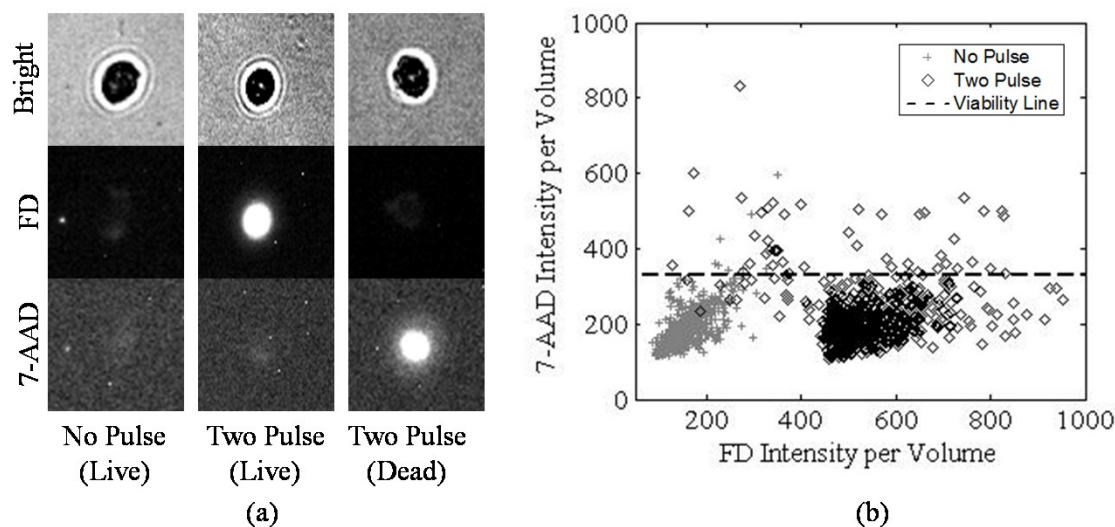 Bright
FD
7-AAD
No Pulse
(Live)
Two Pulse
(Live)
Two Pulse
(Dead)
(a)
7-AAD Intensity per Volume
1000
800
600
400
200
0
No Pulse
Two Pulse
Viability Line
200
400
600
800
1000
FD Intensity per Volume
(b)